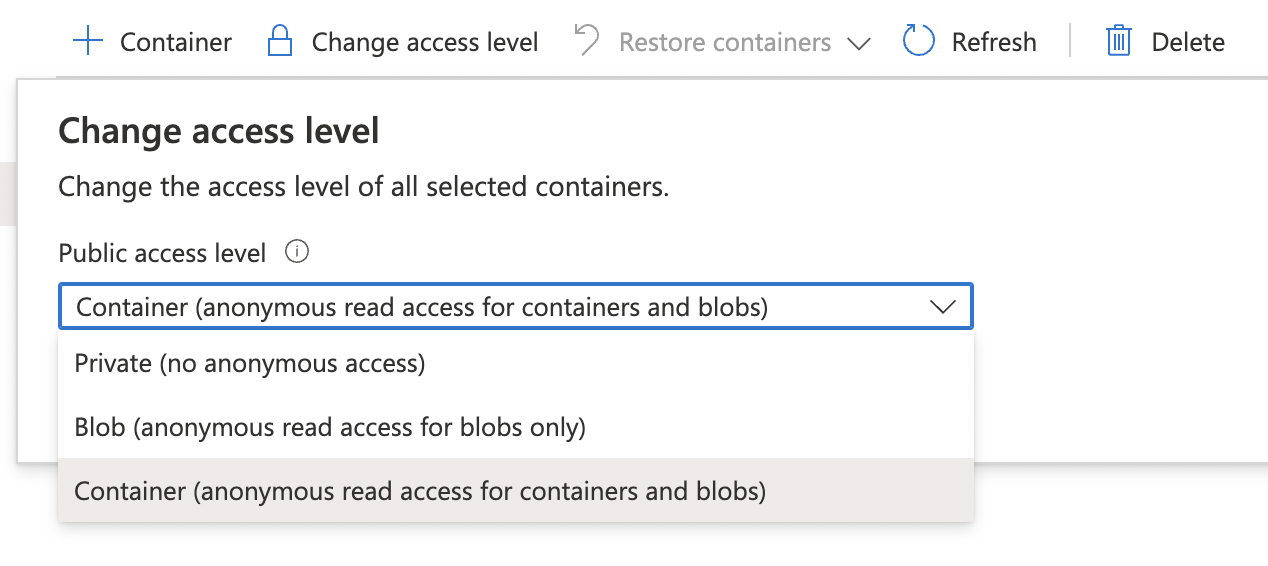 Container Change access level Restore containers Refresh Delete
Change access level
Change the access level of all selected containers.
Public access level
Container (anonymous read access for containers and blobs)
Private (no anonymous access)
Blob (anonymous read access for blobs only)
Container (anonymous read access for containers and blobs)